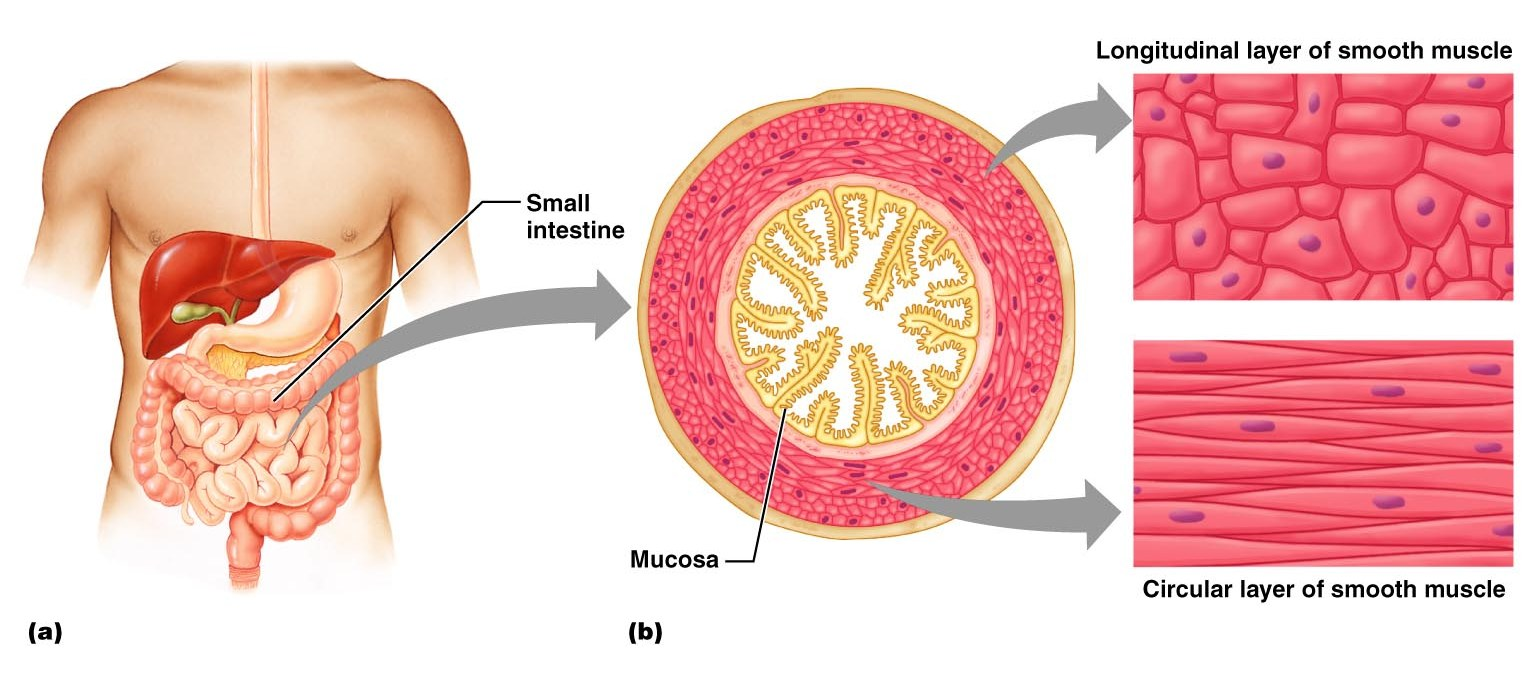 Longitudinal layer of smooth muscle
Small
intestine
Mucosa
Circular layer of smooth muscle
(a)
(b)